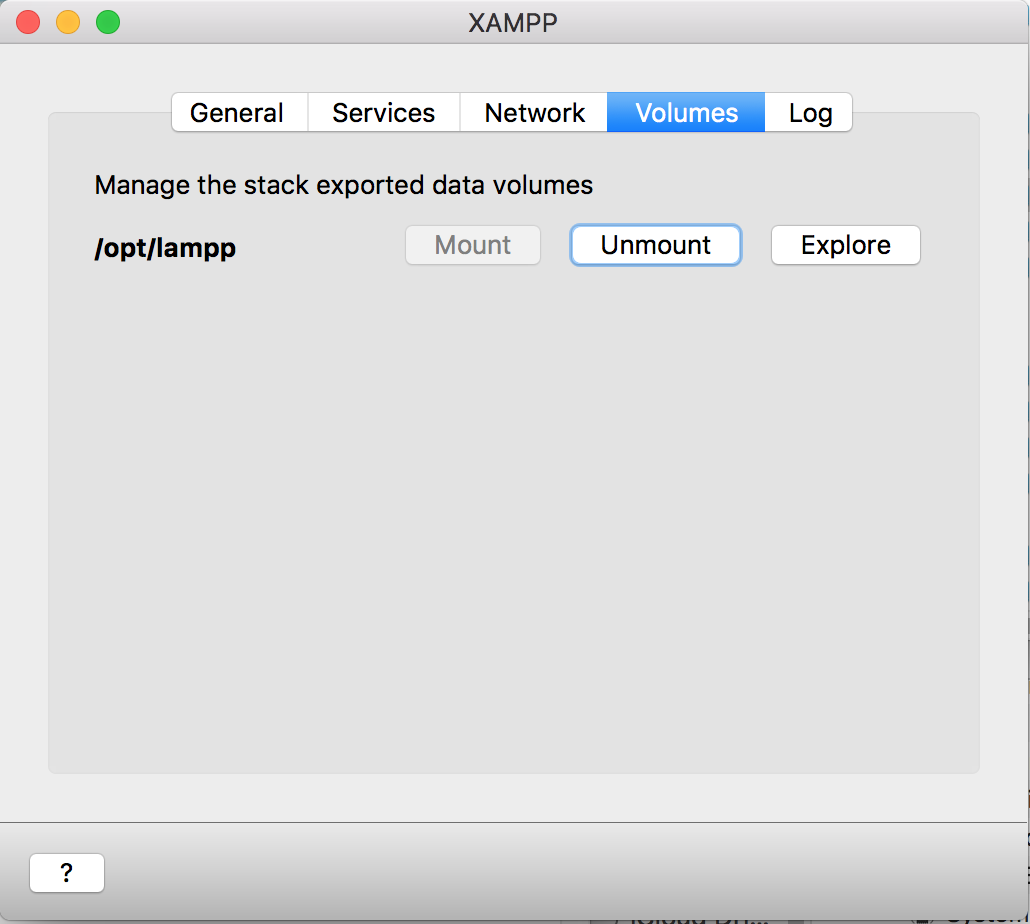 XAMPP
General Services Network Volumes Log
Manage the stack exported data volumes
/opt/lampp Mount Unmount Explore
?